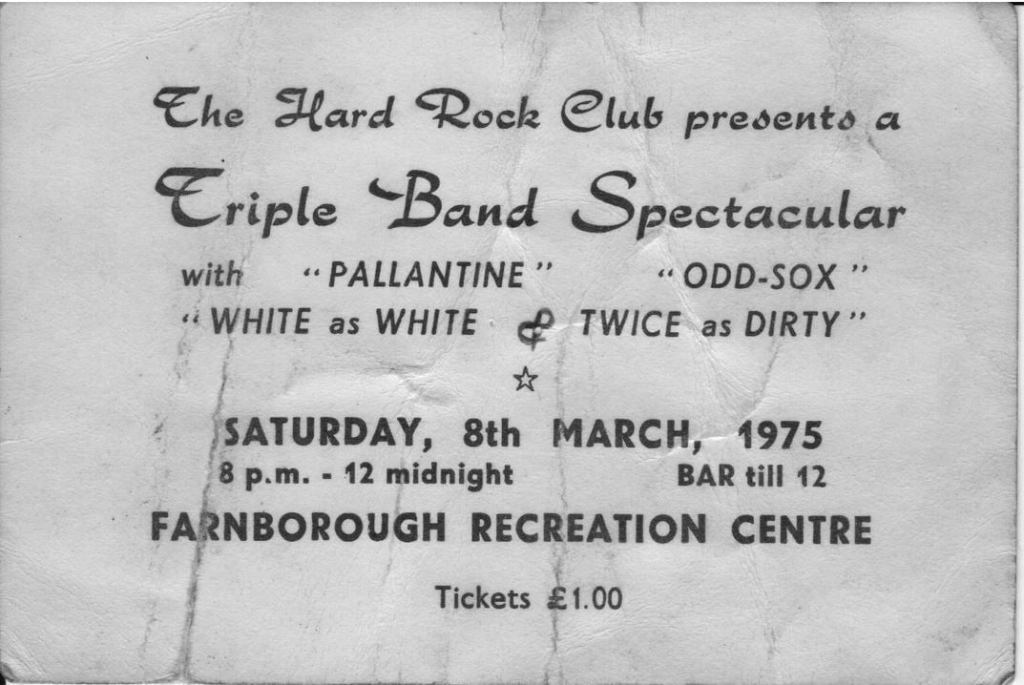 The Hard Rock Club presents a
Triple Band Spectacular
with “PALLANTINE” “ODD-SOX”
“WHITE as WHITE & TWICE as DIRTY”
☆
SATURDAY, 8th MARCH, 1975
8 p.m. - 12 midnight BAR till 12
FARNBOROUGH RECREATION CENTRE
Tickets £1.00